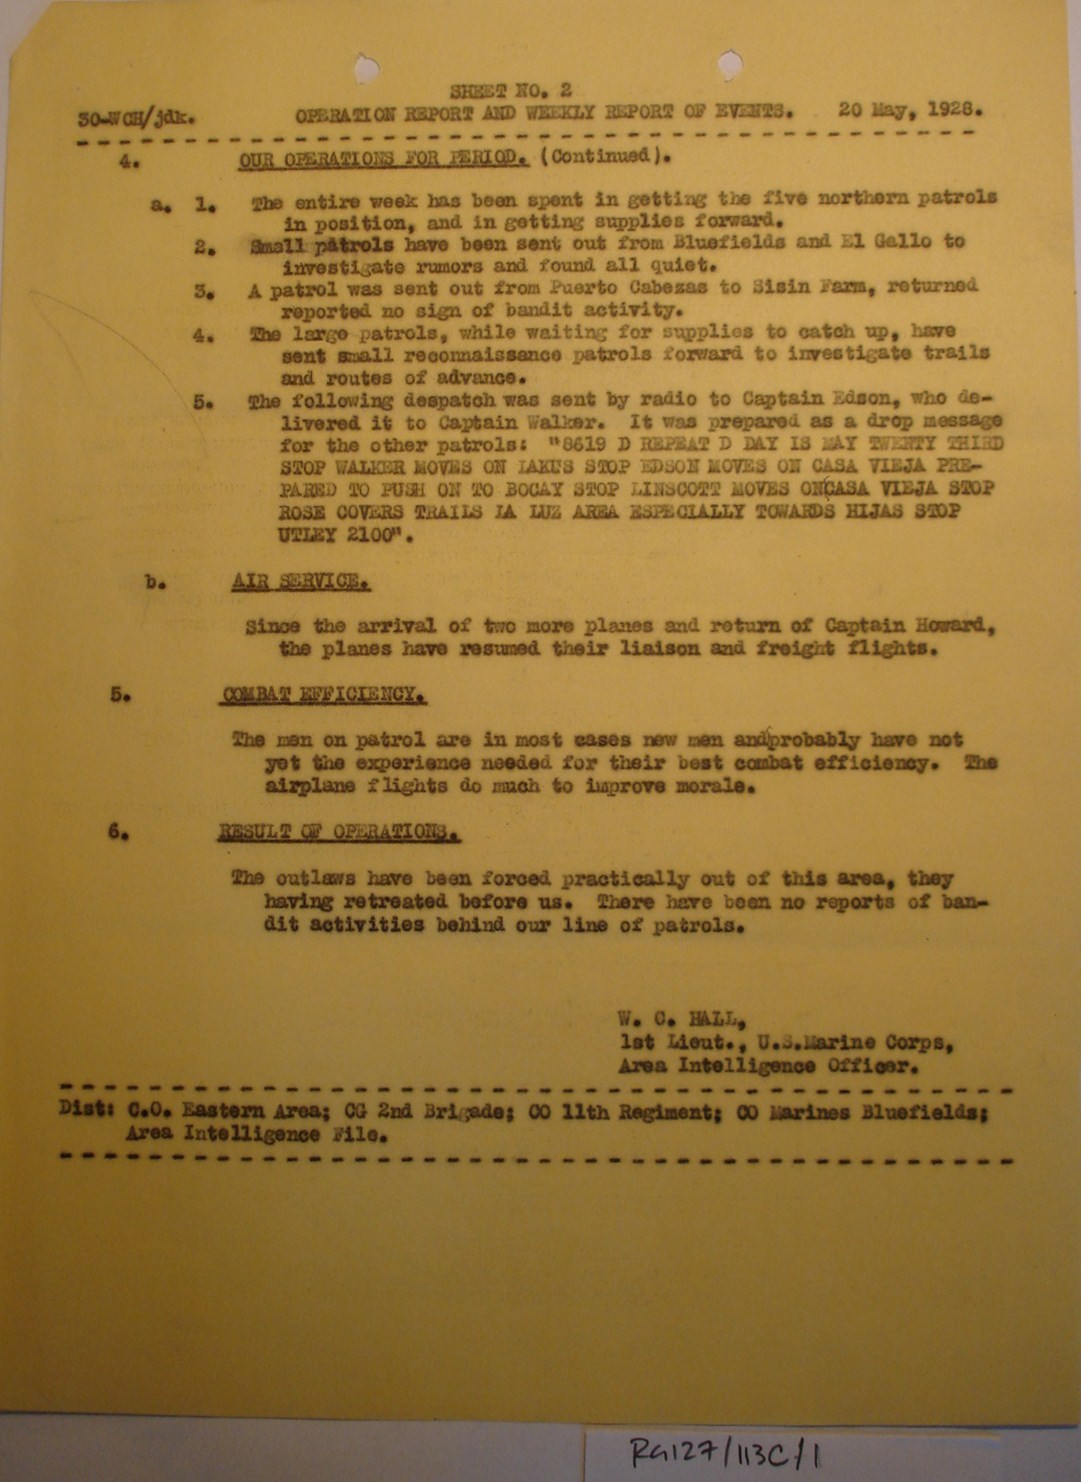 SHEET NO. 2
30-WCH/jdk. OPERATION REPORT AND WEEKLY REPORT OF EVENTS. 20 May, 1928.
4. OUR OPERATIONS FOR PERIOD. (Continued).
a. 1. The entire week has been spent in getting the five northern patrols
in position, and in getting supplies forward.
2. Small patrols have been sent out from Bluefields and El Gallo to
investigate rumors and found all quiet.
3. A patrol was sent out from Puerto Cabezas to Sisin Farm, returned
reported no sign of bandit activity.
4. The large patrols, while waiting for supplies to catch up, have
sent small reconnaissance patrols forward to investigate trails
and routes of advance.
5. The following despatch was sent by radio to Captain Edson, who de-
livered it to Captain Walker. It was prepared as a drop message
for the other patrols: "8619 D REPEAT D DAY IS MAY TWENTY THIRD
STOP WALKER MOVES ON LAKUS STOP EDSON MOVES ON CASA VIEJA PRE-
PARED TO PUSH ON TO BOCAY STOP LINSCOTT MOVES ON CASA VIEJA STOP
ROSE COVERS TRAILS LA LUZ AREA ESPECIALLY TOWARDS HIJAS STOP
UTLEY 2100".
b. AIR SERVICE.
Since the arrival of two more planes and return of Captain Howard,
the planes have resumed their liaison and freight flights.
5. COMBAT EFFICIENCY.
The men on patrol are in most cases new men and probably have not
yet the experience needed for their best combat efficiency. The
airplane flights do much to improve morale.
6. RESULT OF OPERATIONS.
The outlaws have been forced practically out of this area, they
having retreated before us. There have been no reports of ban-
dit activities behind our line of patrols.
W. C. HALL,
1st Lieut., U.S.Marine Corps,
Area Intelligence Officer.
Dist: C.O. Eastern Area; CG 2nd Brigade; CO 11th Regiment; CO Marines Bluefields;
Area Intelligence File.
RG127/113C/1